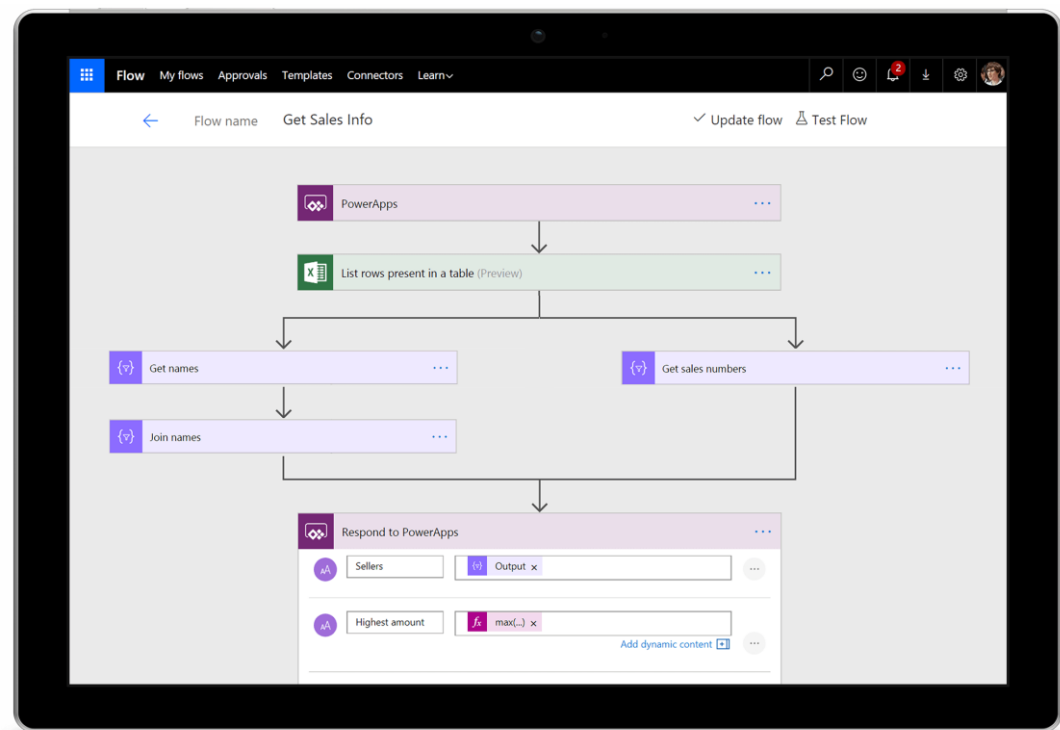 Flow My flows Approvals Templates Connectors Learn 2
Flow name Get Sales Info Update flow Test Flow
PowerApps ...
List rows present in a table (Preview) ...
Get names ...
Get sales numbers ...
Join names ...
Respond to PowerApps ...
Sellers Output x ...
Highest amount fx max(...) x
Add dynamic content ...